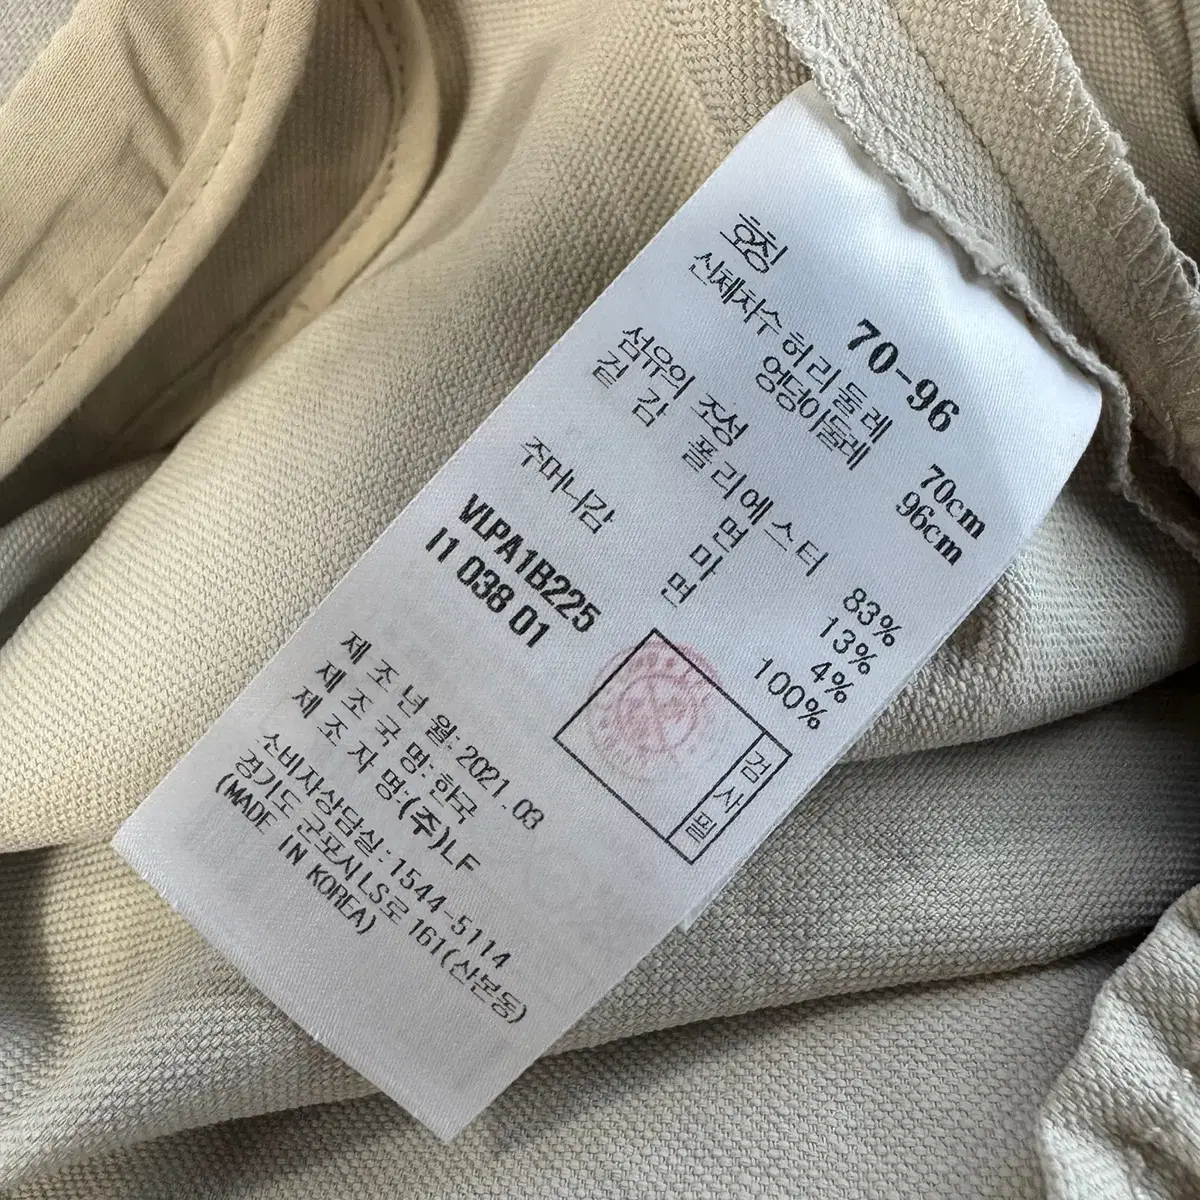 호칭 70-96
신체치수 허리둘레 70cm
엉덩이둘레 96cm
섬유의 조성
겉감 폴리에스터 83%
면 13%
마 4%
주머니감 면 100%
VLPA1B225
I1 038 01
검사필
제조년월: 2021.03
제조국명: 한국
제조자명: (주)LF
소비자상담실: 1544-5114
경기도 군포시 LS로 161(산본동)
(MADE IN KOREA)